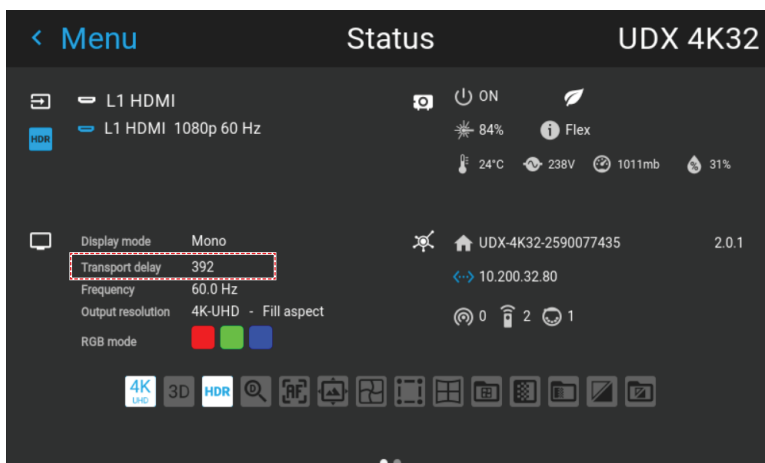 Menu
Status
UDX 4K32
L1 HDMI
HDR
L1 HDMI 1080p 60 Hz
ON
84%
Flex
24°C
238V
1011mb
31%
Display mode Mono
Transport delay 392
Frequency 60.0 Hz
Output resolution 4K-UHD - Fill aspect
RGB mode
UDX-4K32-2590077435
2.0.1
10.200.32.80
0
2
1
4K
UHD
3D
HDR
D
AF